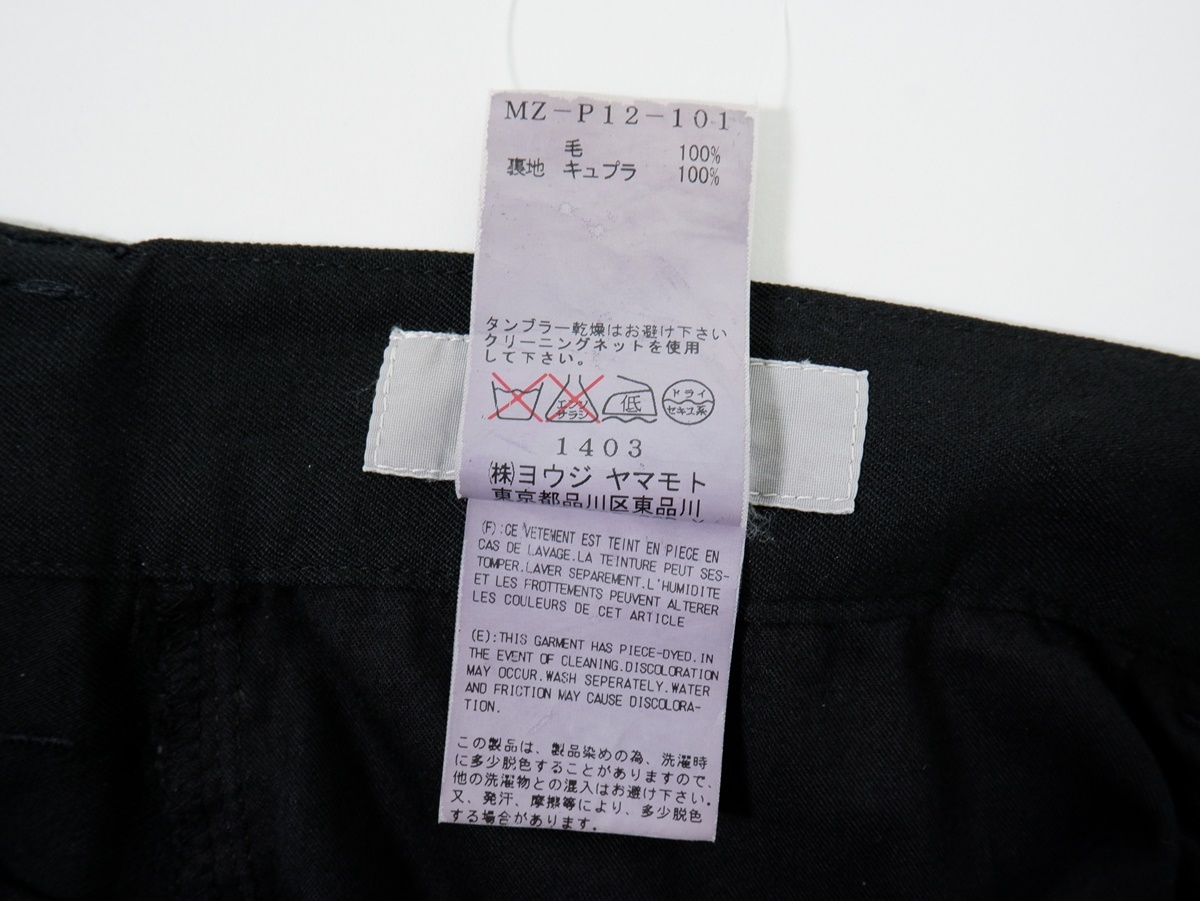 MZ-P12-101
毛 100%
裏地 キュプラ 100%
タンブラー乾燥はお避け下さい
クリーニングネットを使用
して下さい。
エンソ
サラシ
低
ドライ
セキユ系
1403
㈱ヨウジ ヤマモト
東京都品川区東品川
(F):CE VETEMENT EST TEINT EN PIECE EN
CAS DE LAVAGE.LA TEINTURE PEUT SES-
TOMPER.LAVER SEPAREMENT.L'HUMIDITE
ET LES FROTTEMENTS PEUVENT ALTERER
LES COULEURS DE CET ARTICLE
(E):THIS GARMENT HAS PIECE-DYED.IN
THE EVENT OF CLEANING.DISCOLORATION
MAY OCCUR.WASH SEPERATELY.WATER
AND FRICTION MAY CAUSE DISCOLORA-
TION.
この製品は、製品染めの為、洗濯時
に多少脱色することがありますので、
他の洗濯物との混入はお避け下さい。
又、発汗、摩擦等により、多少脱色
する場合があります。